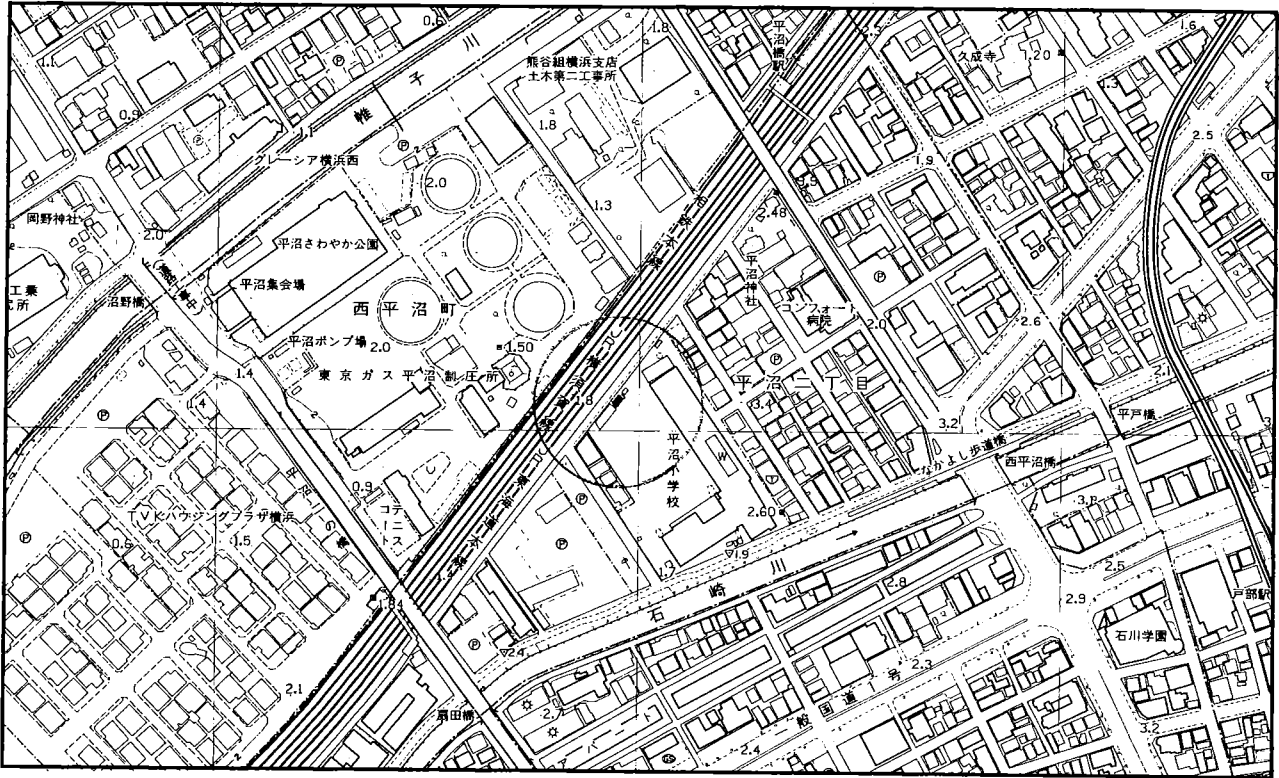 0.6
川
子
帷
1.8
平沼橋駅
2.5
1.6
久成寺
1.20
1.1
熊谷組横浜支店
土木第二工事所
1.3
0.9
1.8
2.5
グレーシア横浜西
1.9
2.0
岡野神社
1.3
2.48
2.0
平沼さわやか公園
平沼神社
工業
平沼集会場
沼野橋
西平沼町
コンフォート
病院
2.0
2.6
平沼ポンプ場
2.0
1.50
東京ガス平沼制圧所
1.4
平沼二丁目
2.1
1.8
1.4
3.4
3.2
平戸橋
平沼小学校
なかよし歩道橋
西平沼橋
W
0.9
テニス
コート
TVKハウジングプラザ横浜
2.60
0.6
1.5
1.9
1.3
石崎川
2.8
2.5
2.9
戸部駅
1.84
石川学園
2.4
2.3
2.1
一般国道1号
扇田橋
3.2
2.4